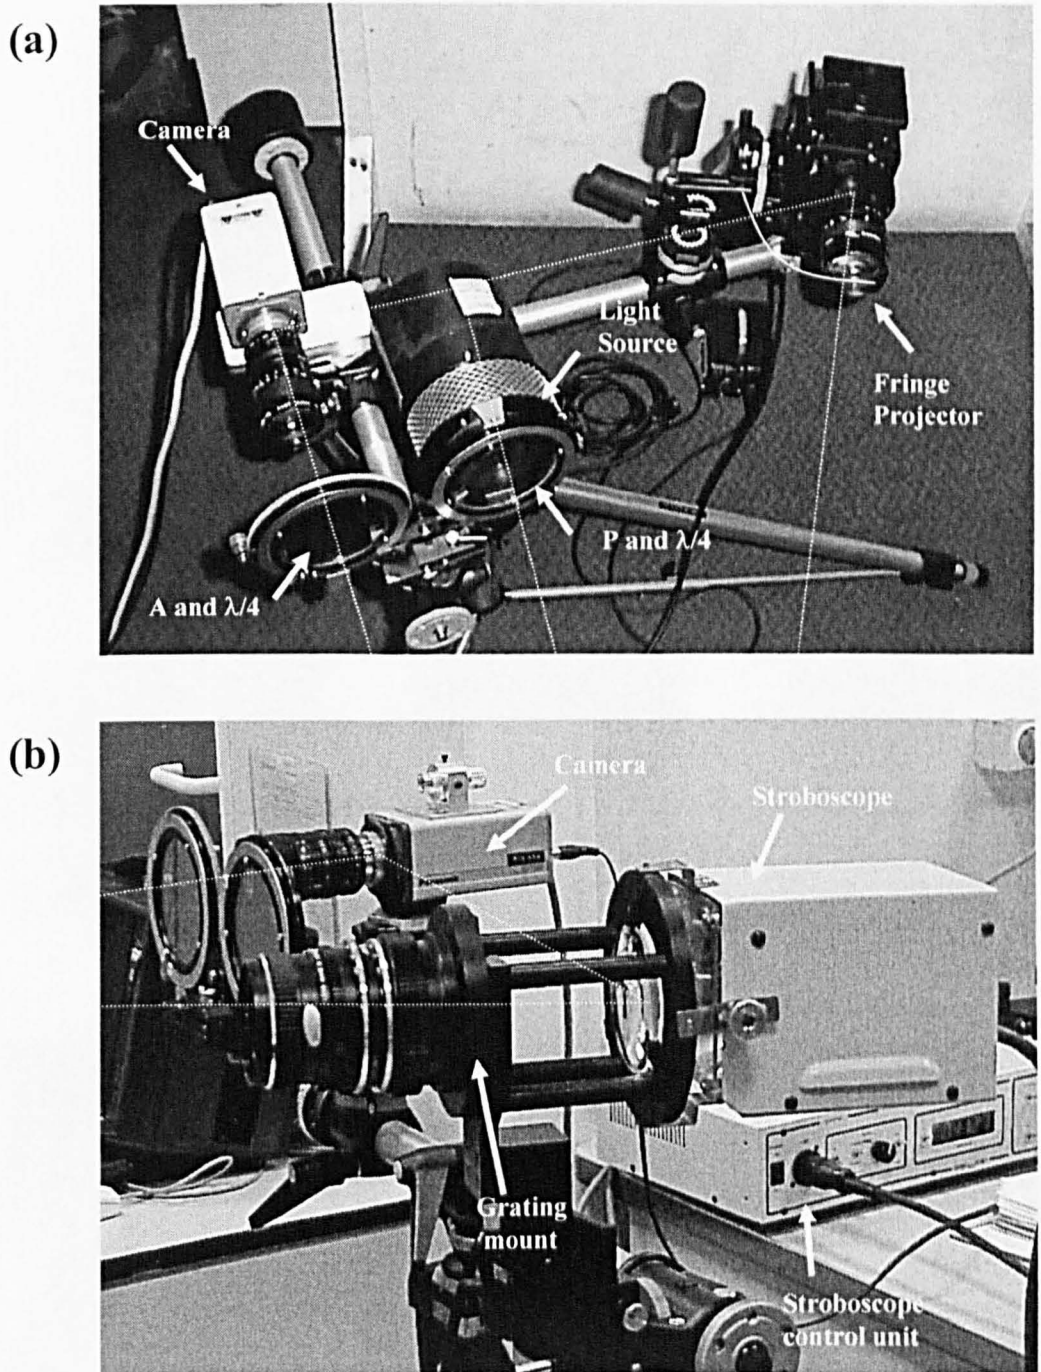 (a)
Camera
Light
Source
Fringe
Projector
P and λ/4
A and λ/4
(b)
Camera
Stroboscope
Grating
mount
Stroboscope
control unit